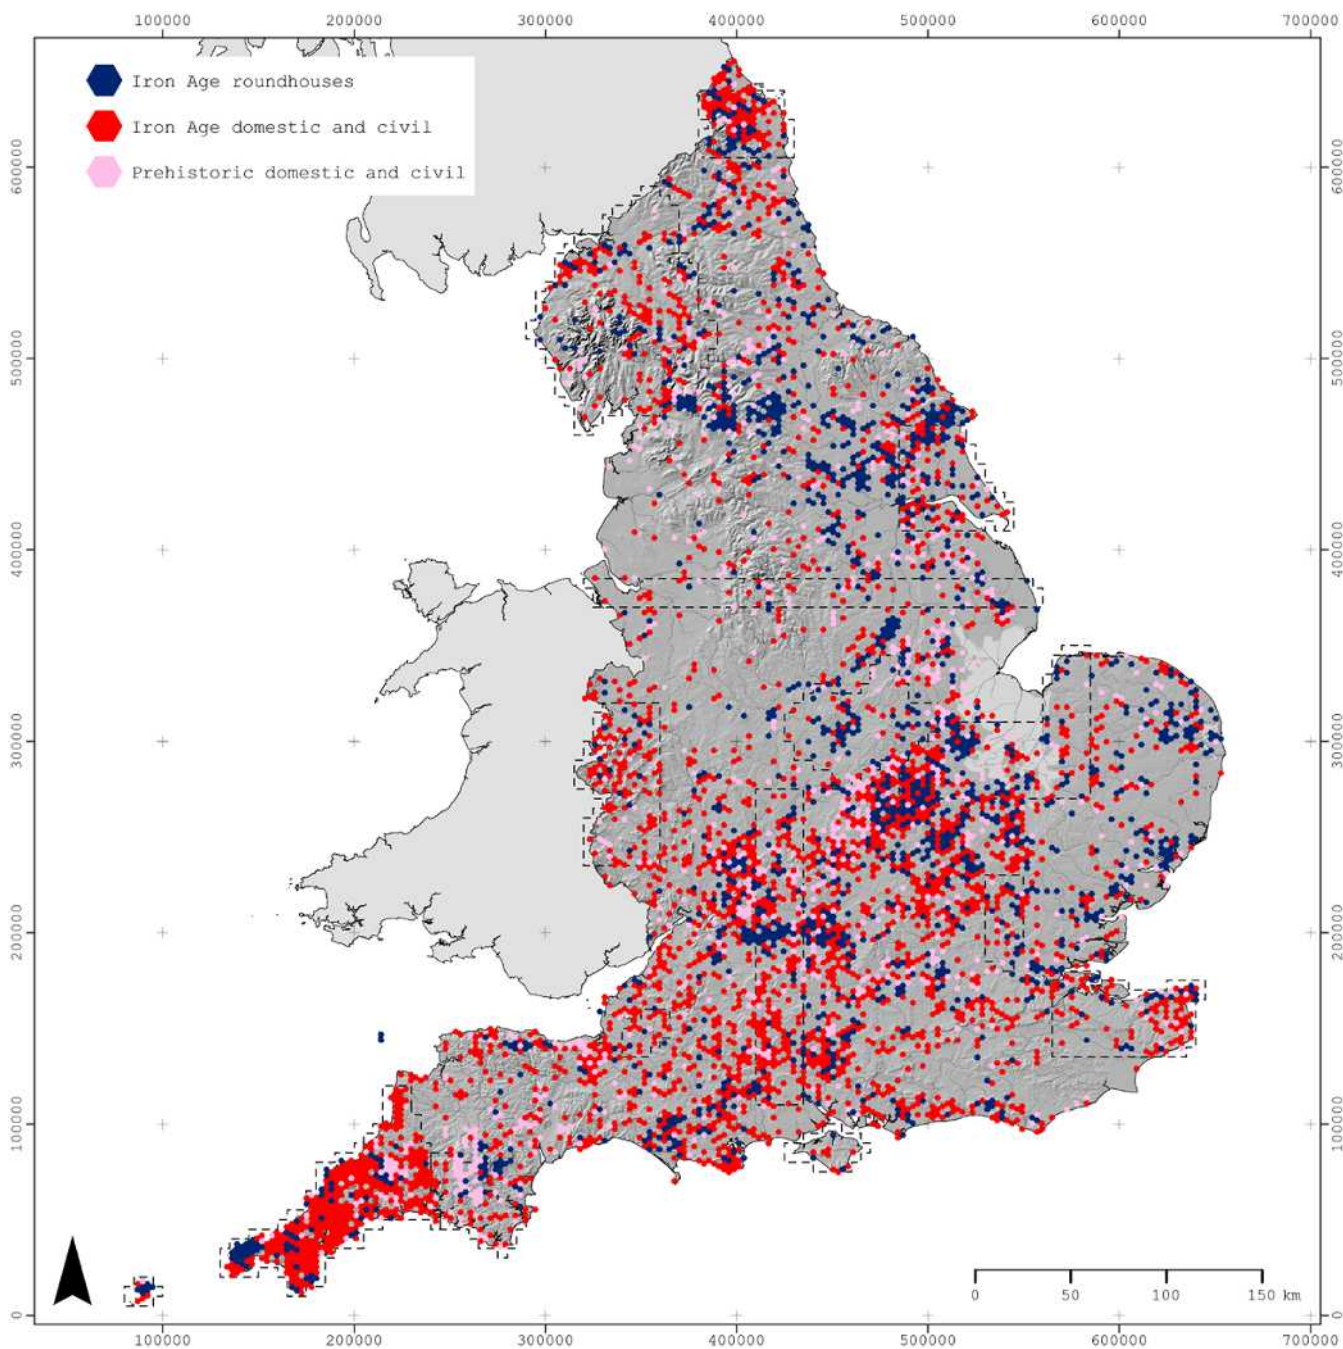 100000 200000 300000 400000 500000 600000 700000
Iron Age roundhouses
Iron Age domestic and civil
Prehistoric domestic and civil
600000 600000
500000 500000
400000 400000
300000 300000
200000 200000
100000 100000
0 50 100 150 km
0 0
100000 200000 300000 400000 500000 600000 700000